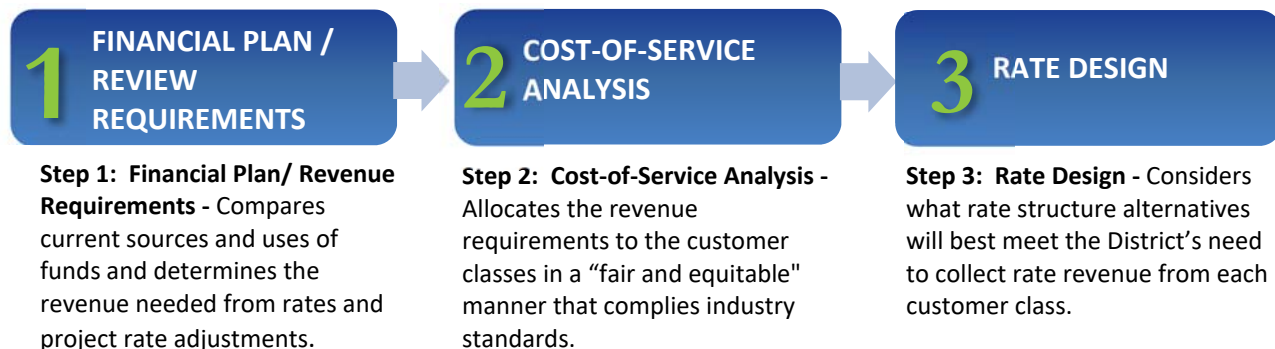 1
FINANCIAL PLAN /
REVIEW
REQUIREMENTS
2
COST-OF-SERVICE
ANALYSIS
3
RATE DESIGN
Step 1:  Financial Plan/ Revenue
Requirements - Compares
current sources and uses of
funds and determines the
revenue needed from rates and
project rate adjustments.
Step 2:  Cost-of-Service Analysis -
Allocates the revenue
requirements to the customer
classes in a “fair and equitable"
manner that complies industry
standards.
Step 3:  Rate Design - Considers
what rate structure alternatives
will best meet the District’s need
to collect rate revenue from each
customer class.